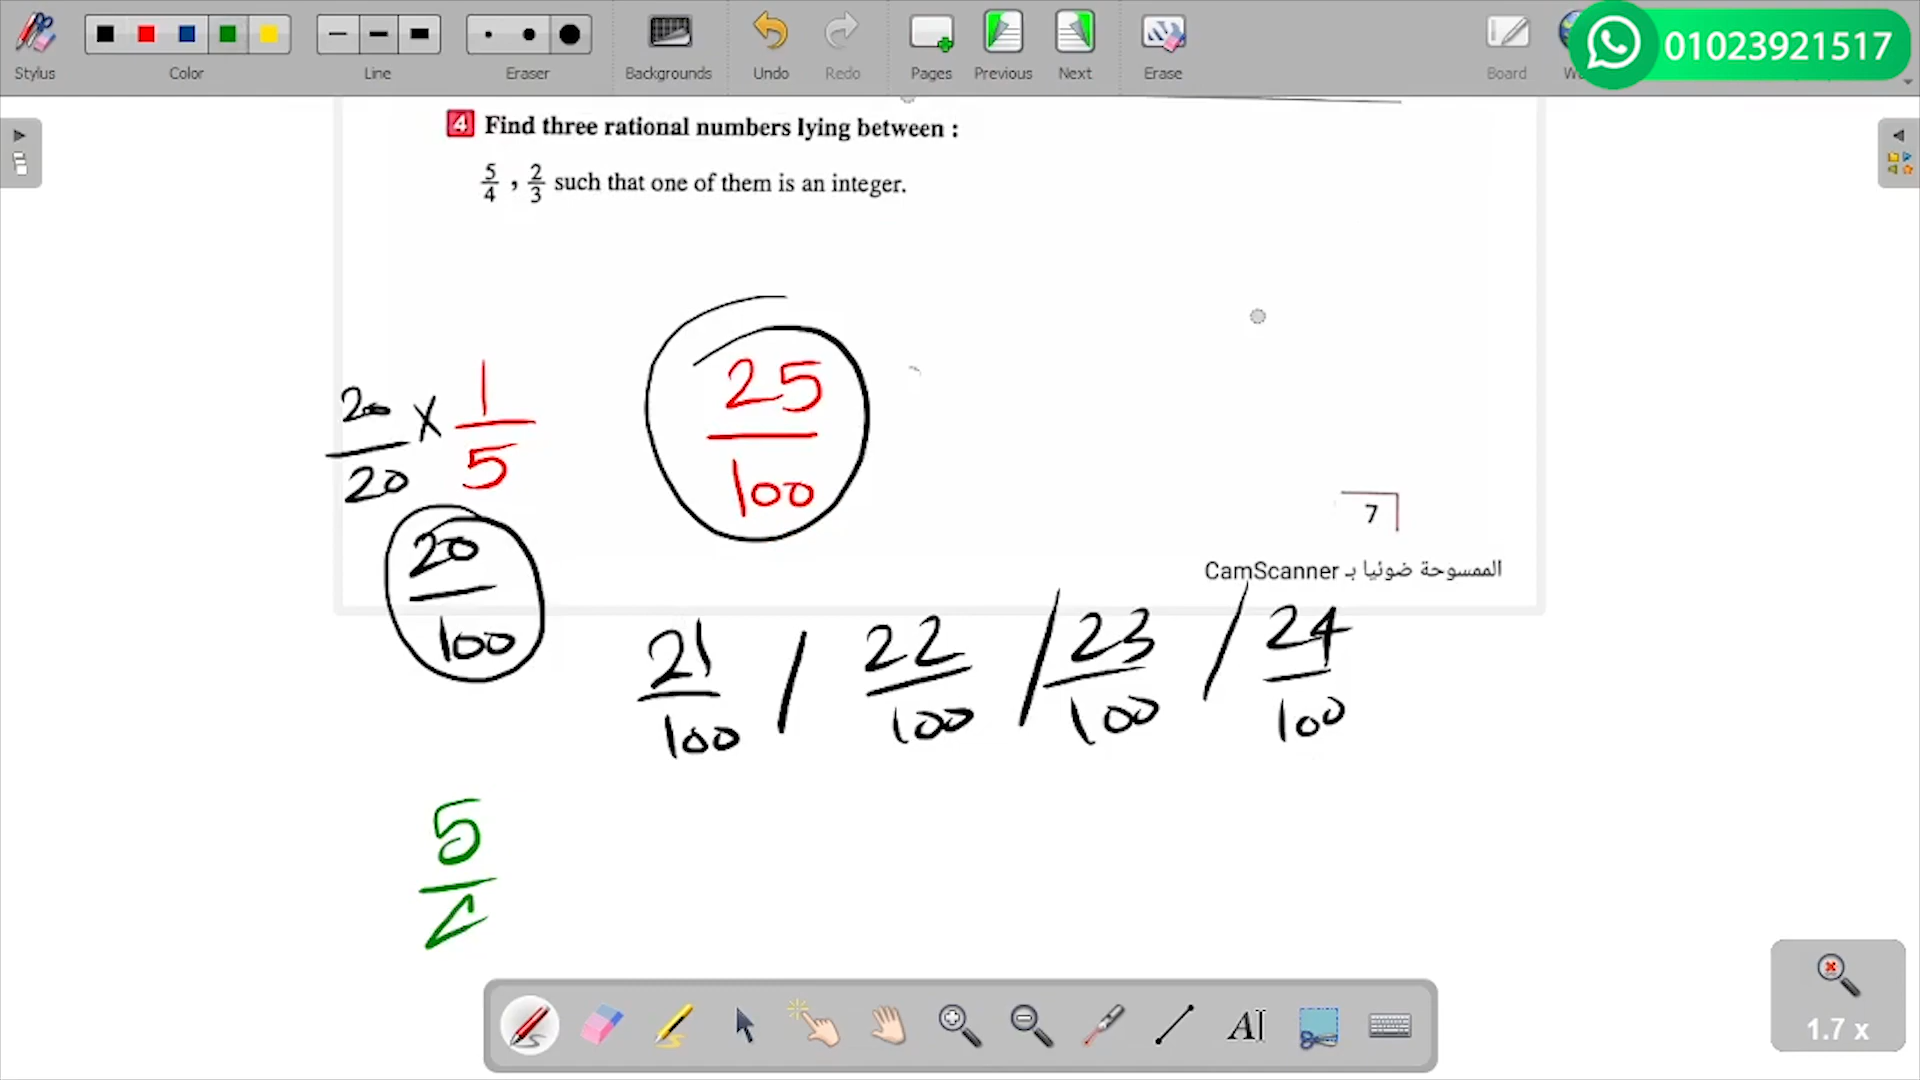 Stylus Color Line Eraser Backgrounds Undo Redo Pages Previous Next Erase Board
01023921517
4 Find three rational numbers lying between :
5/4 , 2/3 such that one of them is an integer.
20/20 × 1/5
25/100
20/100
7
الممسوحة ضوئيا بـ CamScanner
21/100 / 22/100 / 23/100 / 24/100
5
1.7 x